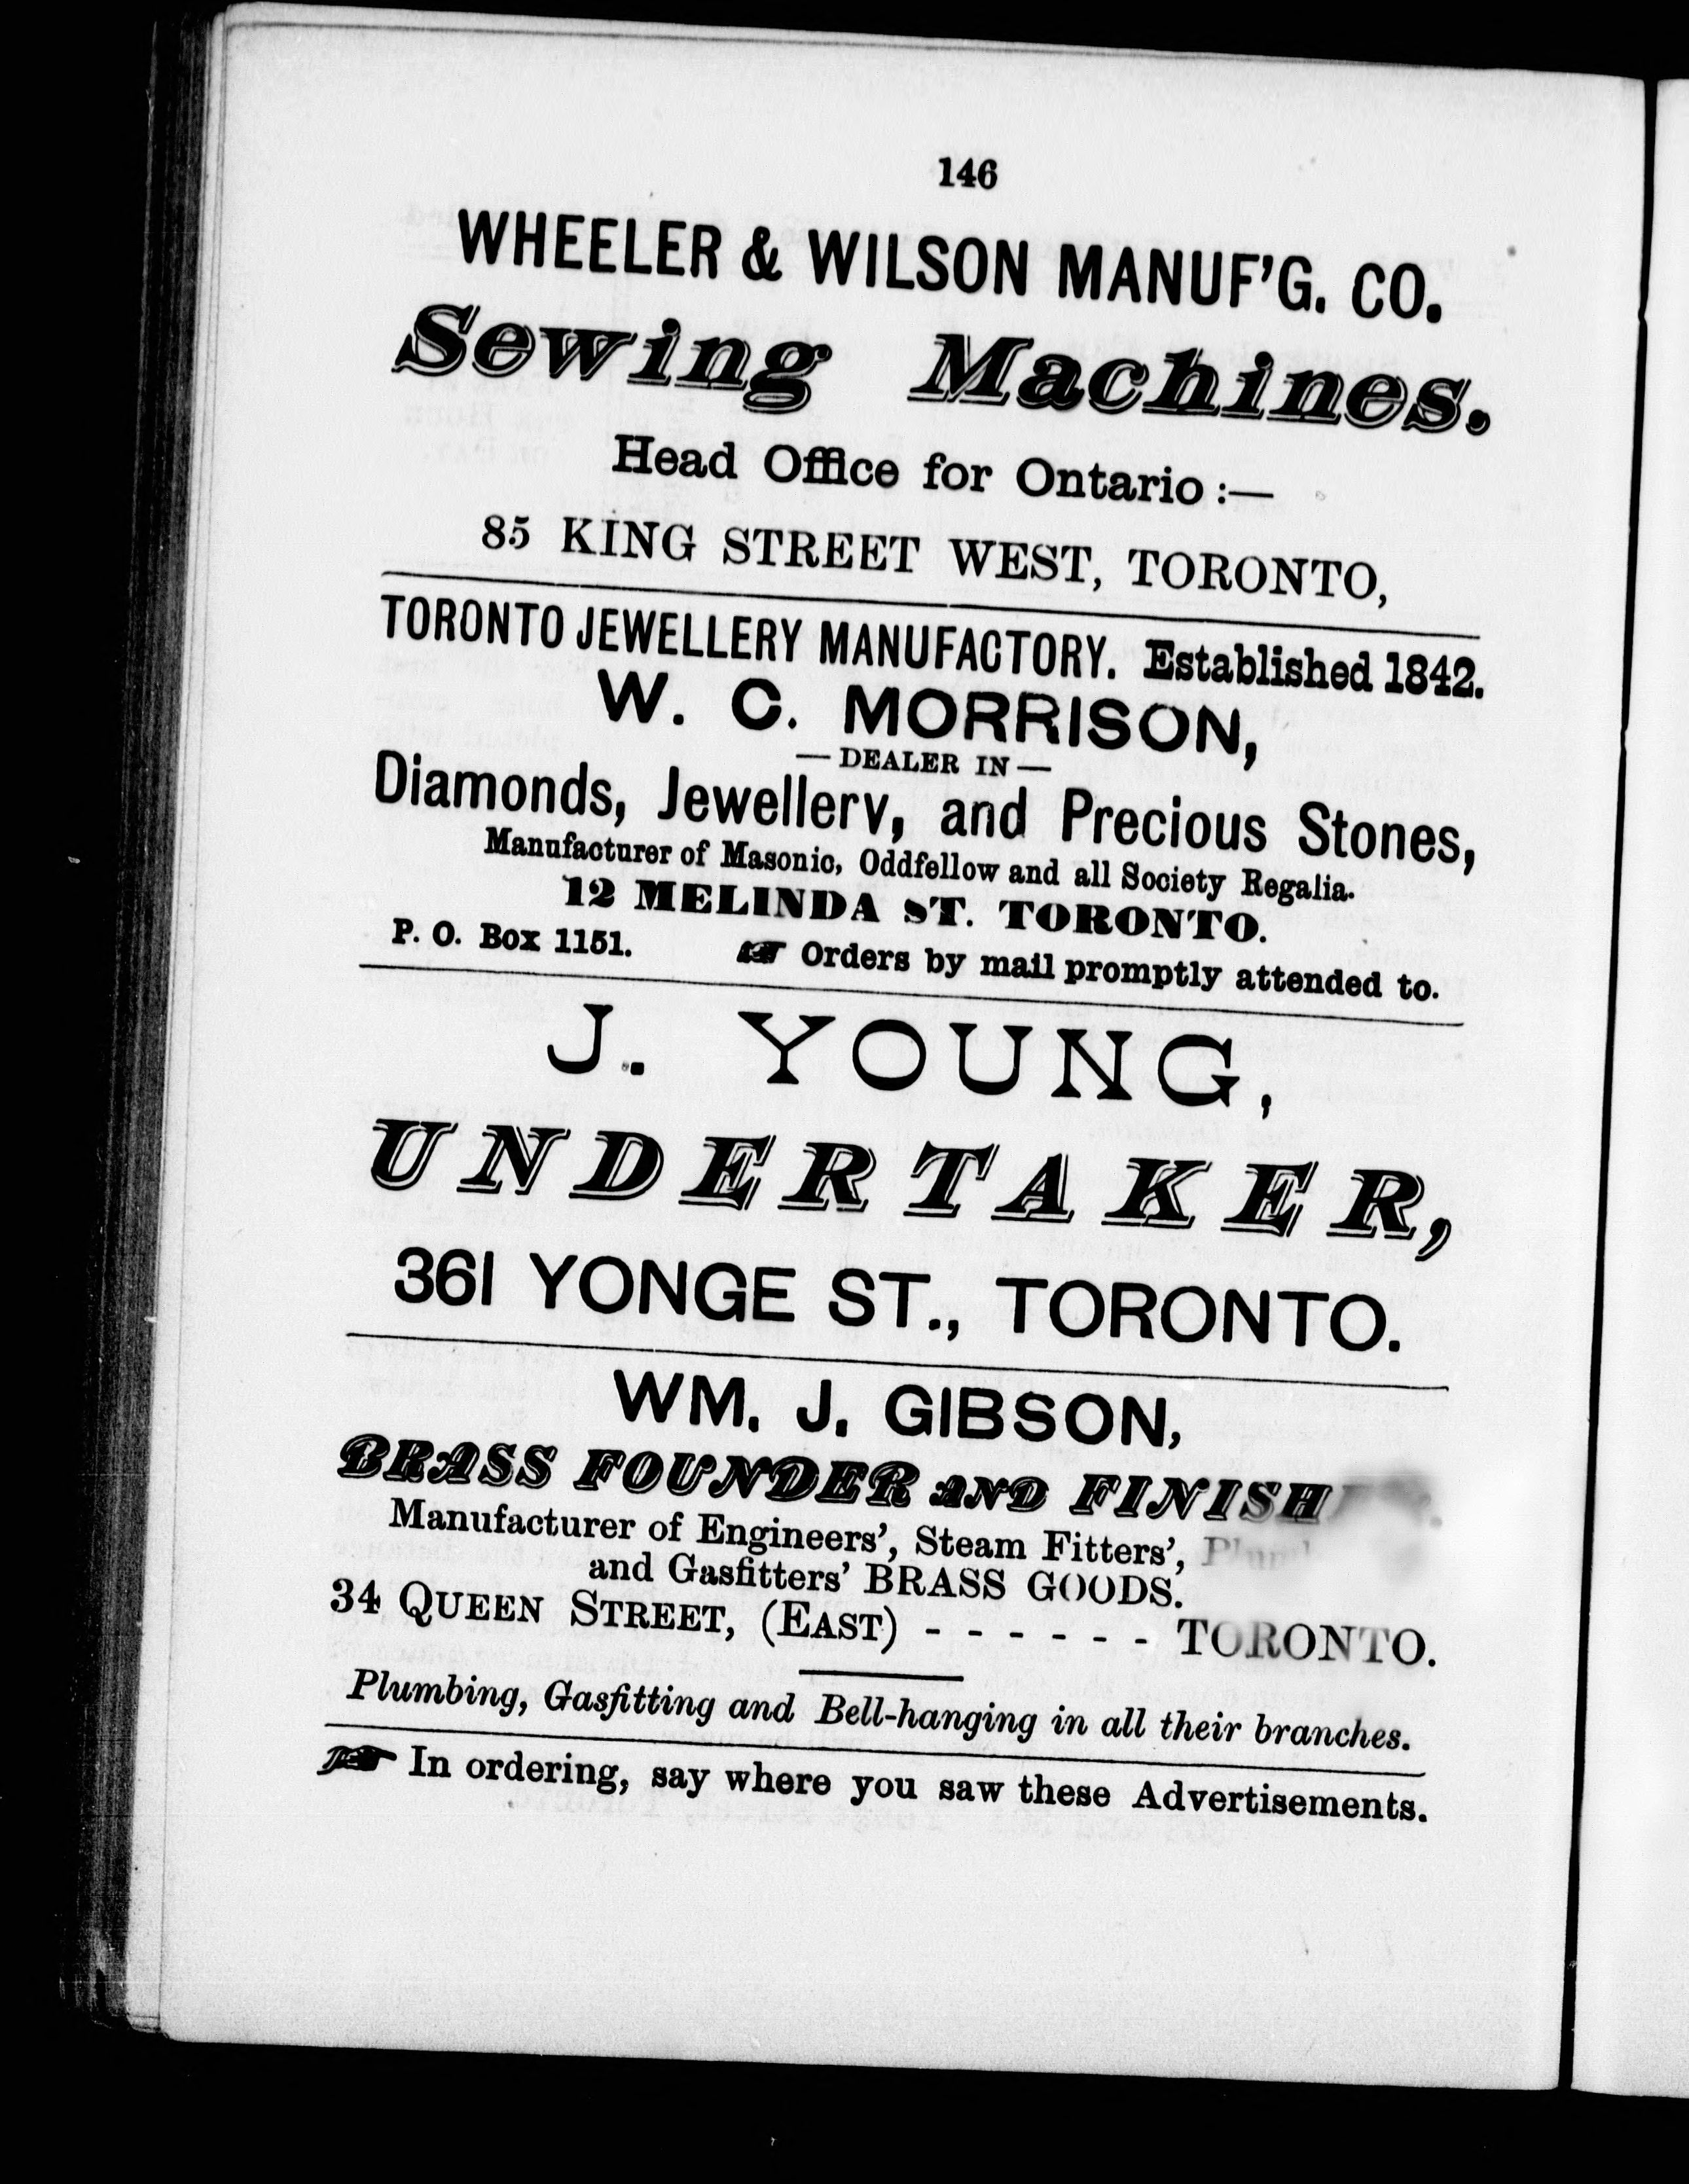 146
WHEELER & WILSON MANUF'G. CO.
Sewing Machines.
Head Office for Ontario :—
85 KING STREET WEST, TORONTO,
TORONTO JEWELLERY MANUFACTORY. Established 1842.
W. C. MORRISON,
— DEALER IN —
Diamonds, Jewellery, and Precious Stones,
Manufacturer of Masonic, Oddfellow and all Society Regalia.
12 MELINDA ST. TORONTO.
P. O. Box 1151. ☞ Orders by mail promptly attended to.
J. YOUNG,
UNDERTAKER,
361 YONGE ST., TORONTO.
WM. J. GIBSON,
BRASS FOUNDER AND
Manufacturer of Engineers', Steam Fitters',
and Gasfitters' BRASS GOODS.
34 QUEEN STREET, (EAST) - - - - - - TORONTO.
Plumbing, Gasfitting and Bell-hanging in all their branches.
☞ In ordering, say where you saw these Advertisements.